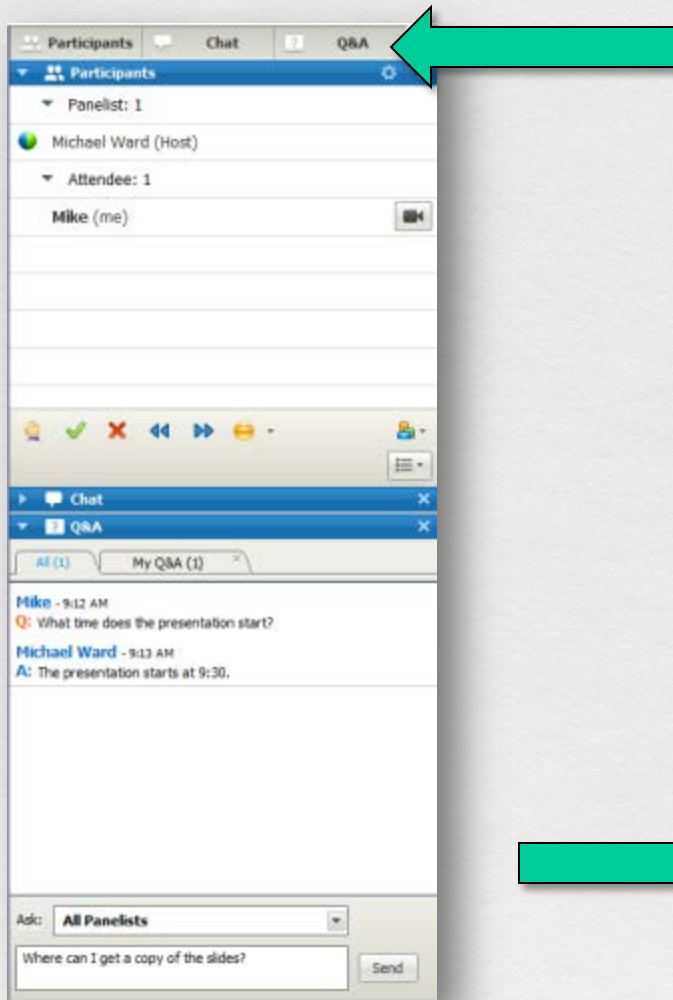 Participants Chat ? Q&A
Participants
Panelist: 1
Michael Ward (Host)
Attendee: 1
Mike (me)
Chat
? Q&A
All (1) My Q&A (1)
Mike - 9:12 AM
Q: What time does the presentation start?
Michael Ward - 9:13 AM
A: The presentation starts at 9:30.
Ask: All Panelists
Where can I get a copy of the slides? Send